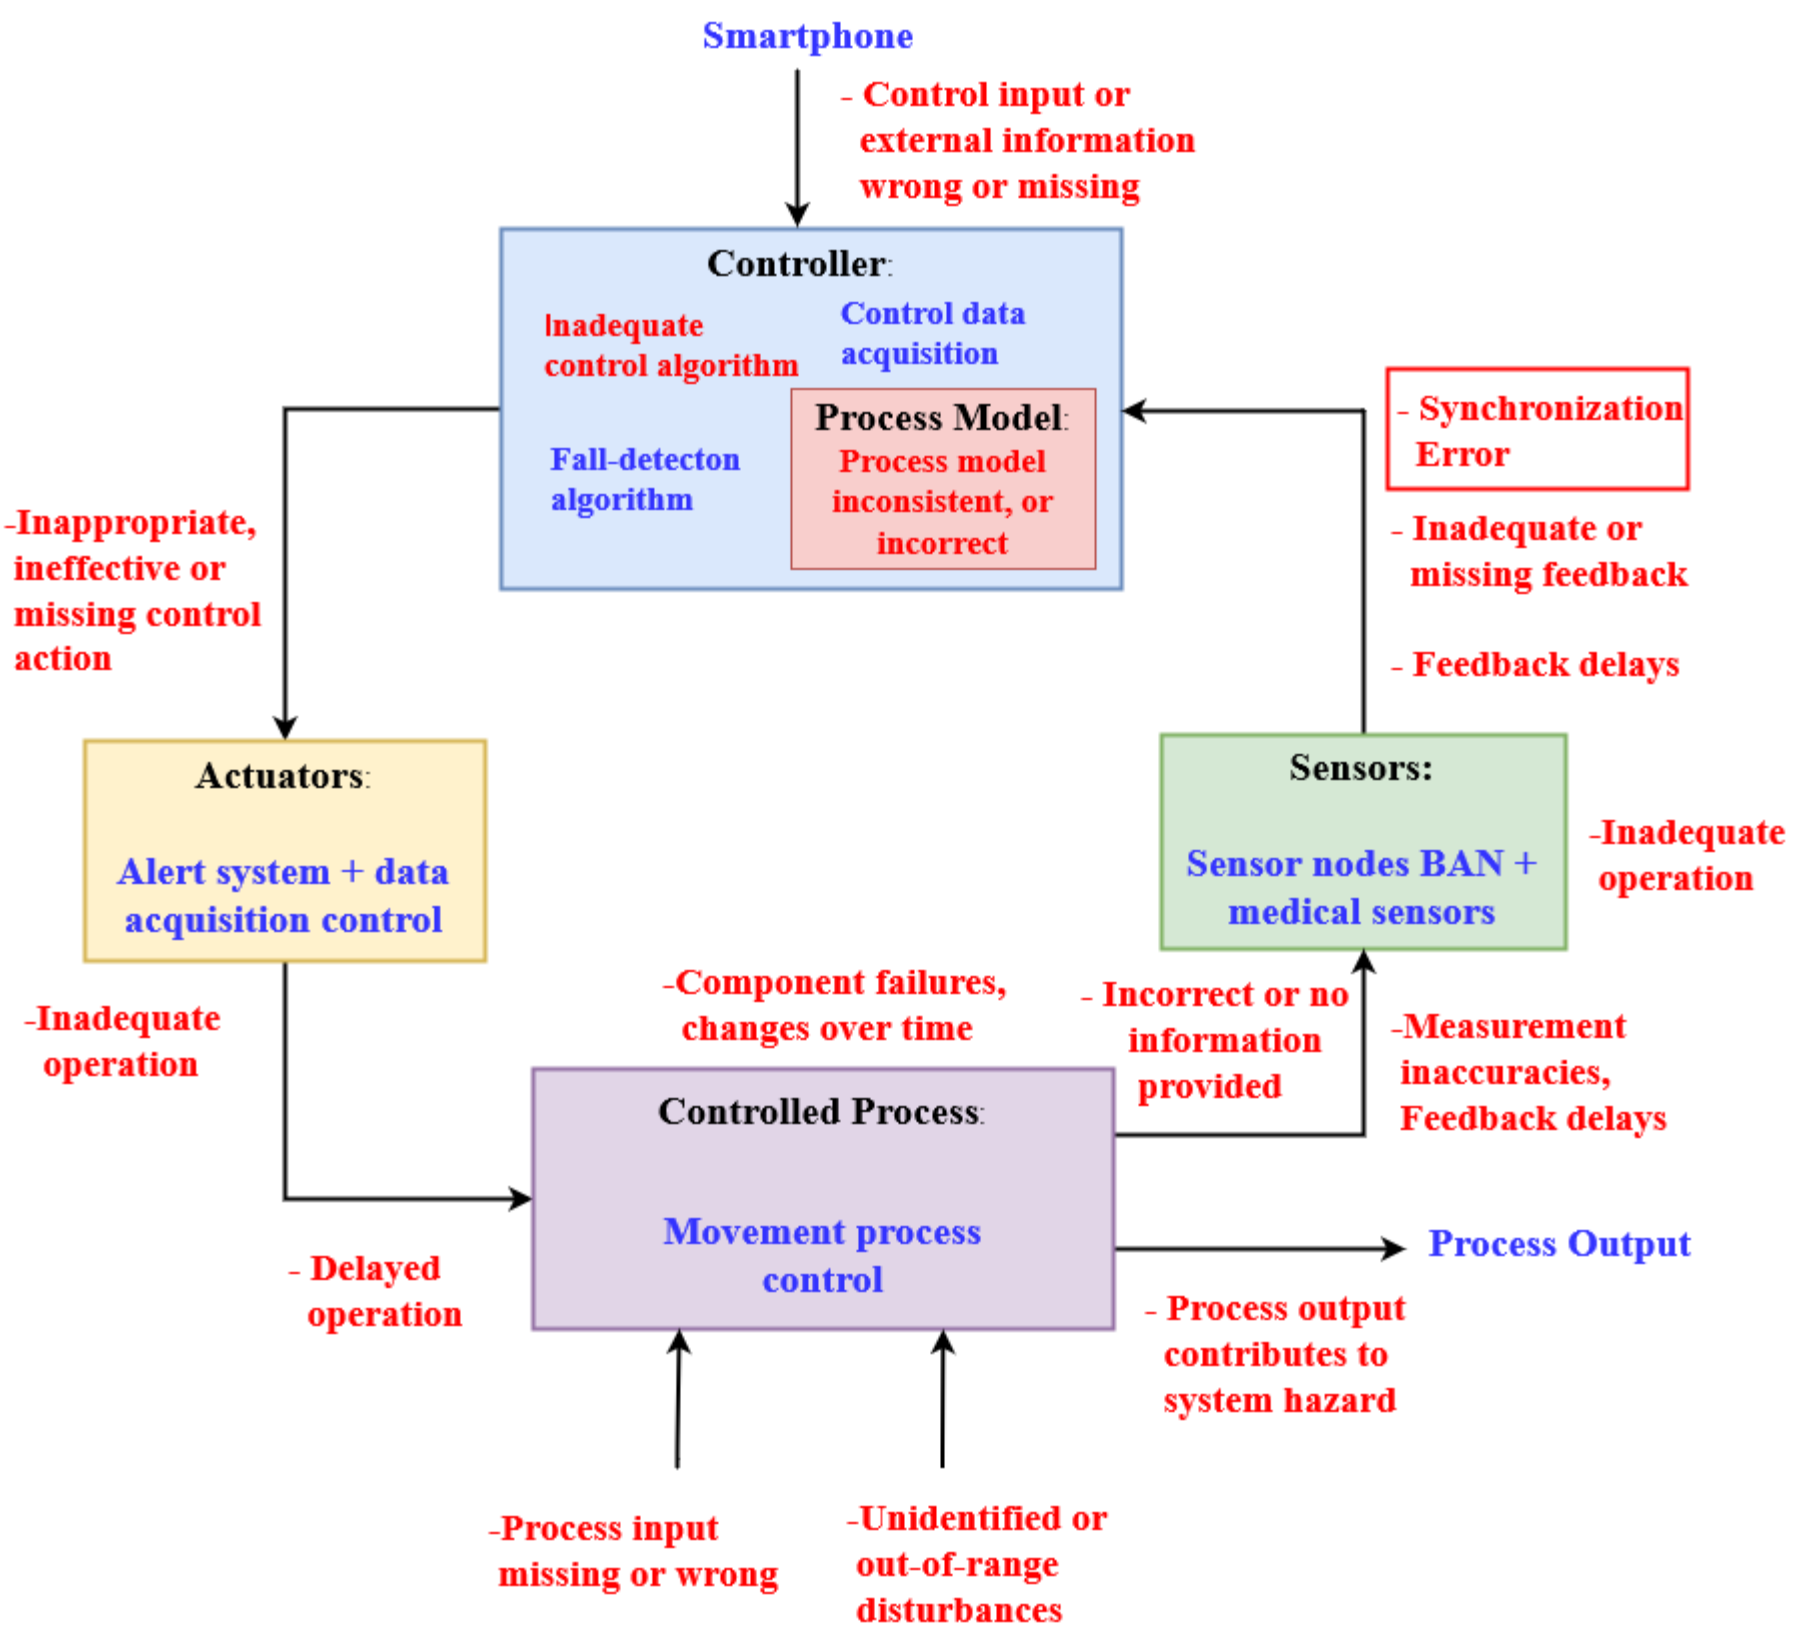 Smartphone
- Control input or
external information
wrong or missing
Controller:
Inadequate
control algorithm
Control data
acquisition
Fall-detecton
algorithm
Process Model:
Process model
inconsistent, or
incorrect
- Synchronization
Error
- Inadequate or
missing feedback
- Feedback delays
-Inappropriate,
ineffective or
missing control
action
Actuators:
Alert system + data
acquisition control
Sensors:
Sensor nodes BAN +
medical sensors
-Inadequate
operation
-Inadequate
operation
-Component failures,
changes over time
- Incorrect or no
information
provided
-Measurement
inaccuracies,
Feedback delays
Controlled Process:
Movement process
control
- Delayed
operation
Process Output
- Process output
contributes to
system hazard
-Process input
missing or wrong
-Unidentified or
out-of-range
disturbances